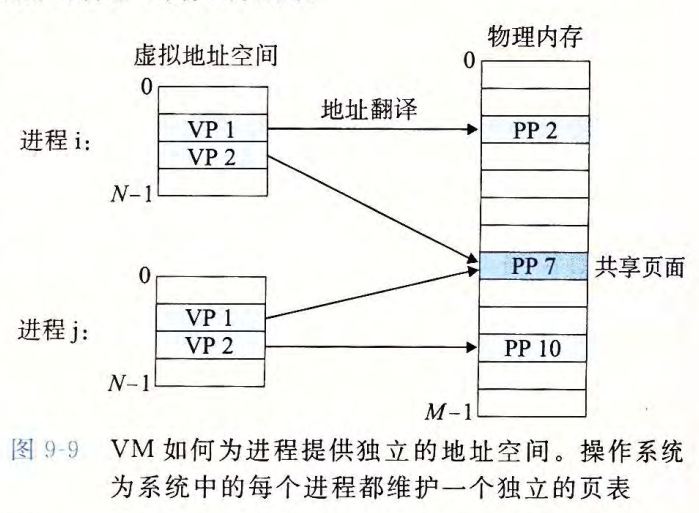 虚拟地址空间
物理内存
0
0
地址翻译
进程 i:
VP 1
PP 2
VP 2
N-1
PP 7
共享页面
0
进程 j:
VP 1
VP 2
PP 10
N-1
M-1
图 9-9 VM 如何为进程提供独立的地址空间。操作系统
为系统中的每个进程都维护一个独立的页表